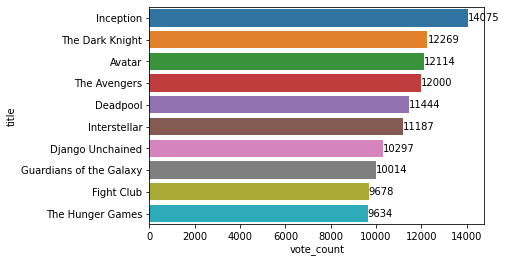 Inception 14075
The Dark Knight 12269
Avatar 12114
The Avengers 12000
Deadpool 11444
Interstellar 11187
Django Unchained 10297
Guardians of the Galaxy 10014
Fight Club 9678
The Hunger Games 9634
title
0 2000 4000 6000 8000 10000 12000 14000
vote_count